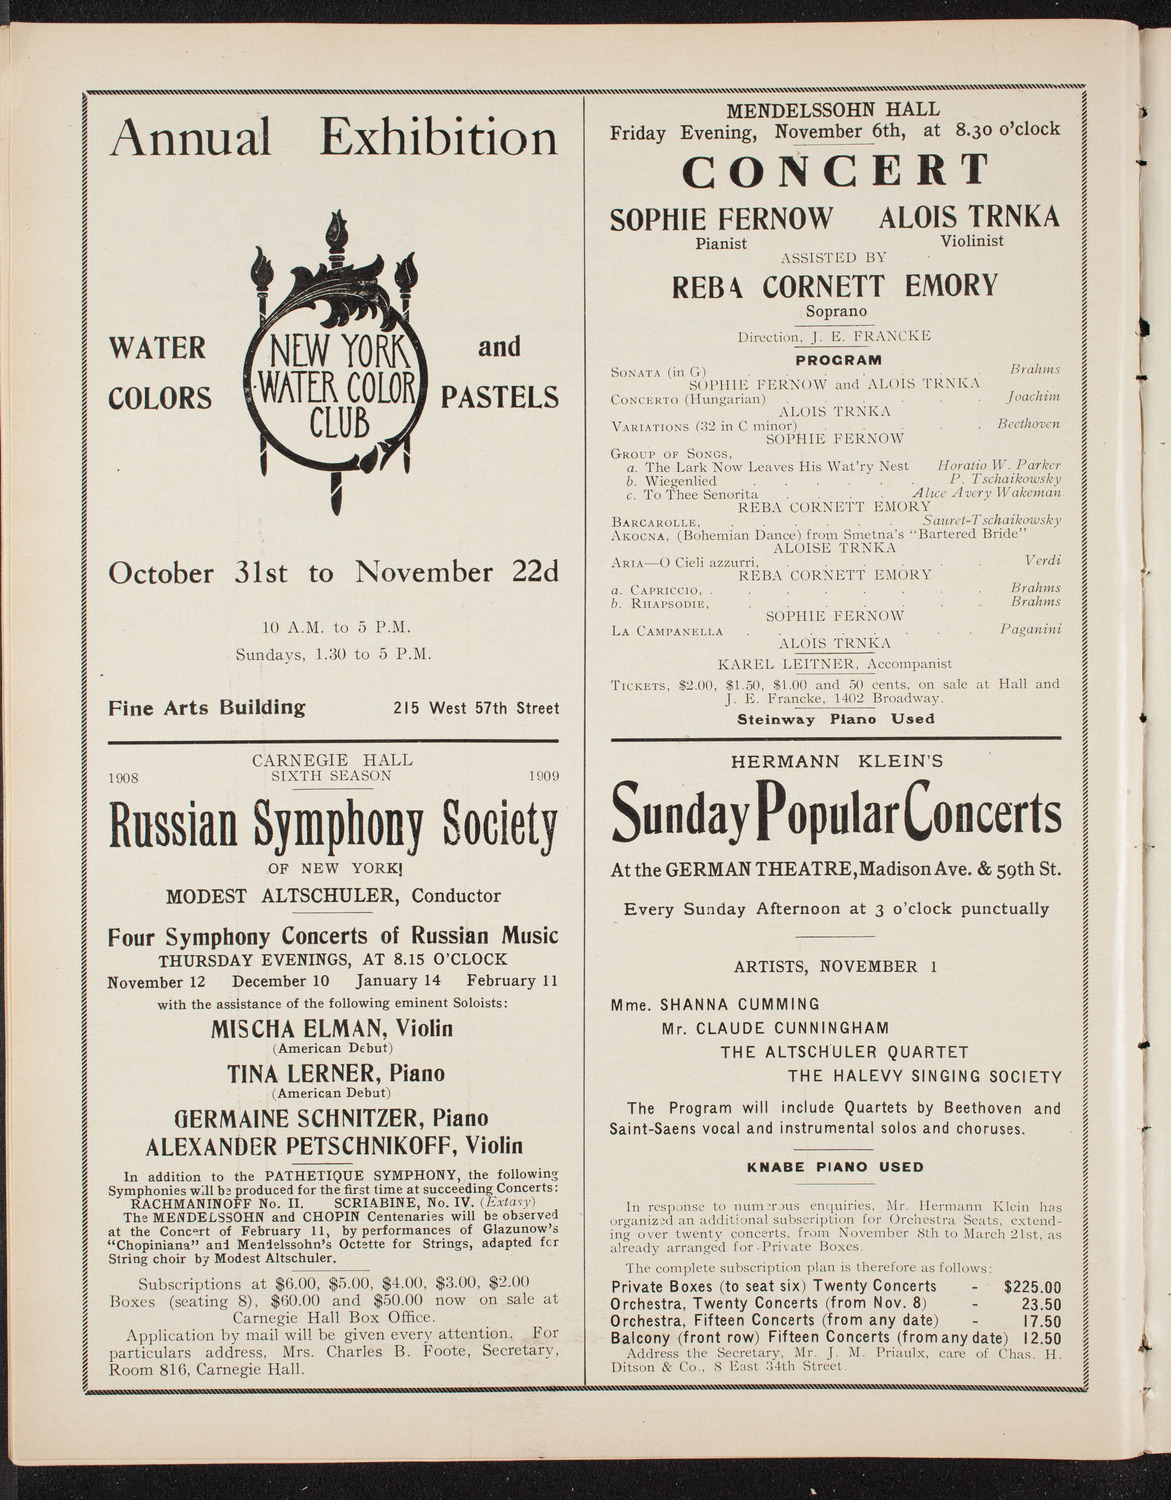 Annual Exhibition
WATER COLORS
NEW YORK
WATER COLOR
CLUB
and PASTELS
October 31st to November 22d
10 A.M. to 5 P.M.
Sundays, 1.30 to 5 P.M.
Fine Arts Building 215 West 57th Street
CARNEGIE HALL
1908 SIXTH SEASON 1909
Russian Symphony Society
OF NEW YORK!
MODEST ALTSCHULER, Conductor
Four Symphony Concerts of Russian Music
THURSDAY EVENINGS, AT 8.15 O'CLOCK
November 12 December 10 January 14 February 11
with the assistance of the following eminent Soloists:
MISCHA ELMAN, Violin
(American Debut)
TINA LERNER, Piano
(American Debut)
GERMAINE SCHNITZER, Piano
ALEXANDER PETSCHNIKOFF, Violin
In addition to the PATHETIQUE SYMPHONY, the following
Symphonies will be produced for the first time at succeeding Concerts:
RACHMANINOFF No. II. SCRIABINE, No. IV. (Extasy)
The MENDELSSOHN and CHOPIN Centenaries will be observed
at the Concert of February 11, by performances of Glazunow's
"Chopiniana" and Mendelssohn's Octette for Strings, adapted for
String choir by Modest Altschuler.
Subscriptions at $6.00, $5.00, $4.00, $3.00, $2.00
Boxes (seating 8), $60.00 and $50.00 now on sale at
Carnegie Hall Box Office.
Application by mail will be given every attention. For
particulars address, Mrs. Charles B. Foote, Secretary,
Room 816, Carnegie Hall.
MENDELSSOHN HALL
Friday Evening, November 6th, at 8.30 o'clock
CONCERT
SOPHIE FERNOW ALOIS TRNKA
Pianist Violinist
ASSISTED BY
REBA CORNETT EMORY
Soprano
Direction, J. E. FRANCKE
PROGRAM
SONATA (in G) . . . . . . . Brahms
SOPHIE FERNOW and ALOIS TRNKA
CONCERTO (Hungarian) . . . . . Joachim
ALOIS TRNKA
VARIATIONS (32 in C minor) . . . . . Beethoven
SOPHIE FERNOW
GROUP OF SONGS,
a. The Lark Now Leaves His Wat'ry Nest Horatio W. Parker
b. Wiegenlied . . . . . . P. Tschaikowsky
c. To Thee Senorita . . . . Alice Avery Wakeman
REBA CORNETT EMORY
BARCAROLLE, . . . . . . Sauret-Tschaikowsky
AKOCNA, (Bohemian Dance) from Smetna's "Bartered Bride"
ALOISE TRNKA
ARIA—O Cieli azzurri, . . . . . . Verdi
REBA CORNETT EMORY
a. CAPRICCIO, . . . . . . . . Brahms
b. RHAPSODIE, . . . . . . . Brahms
SOPHIE FERNOW
LA CAMPANELLA . . . . . . . Paganini
ALOIS TRNKA
KAREL LEITNER, Accompanist
TICKETS, $2.00, $1.50, $1.00 and 50 cents, on sale at Hall and
J. E. Francke, 1402 Broadway.
Steinway Piano Used
HERMANN KLEIN'S
Sunday Popular Concerts
At the GERMAN THEATRE, Madison Ave. & 59th St.
Every Sunday Afternoon at 3 o'clock punctually
ARTISTS, NOVEMBER 1
Mme. SHANNA CUMMING
Mr. CLAUDE CUNNINGHAM
THE ALTSCHULER QUARTET
THE HALEVY SINGING SOCIETY
The Program will include Quartets by Beethoven and
Saint-Saens vocal and instrumental solos and choruses.
KNABE PIANO USED
In response to numerous enquiries, Mr. Hermann Klein has
organized an additional subscription for Orchestra Seats, extend-
ing over twenty concerts, from November 8th to March 21st, as
already arranged for Private Boxes.
The complete subscription plan is therefore as follows:
Private Boxes (to seat six) Twenty Concerts - $225.00
Orchestra, Twenty Concerts (from Nov. 8) - 23.50
Orchestra, Fifteen Concerts (from any date) - 17.50
Balcony (front row) Fifteen Concerts (from any date) 12.50
Address the Secretary, Mr. J. M. Priaulx, care of Chas. H.
Ditson & Co., 8 East 34th Street.